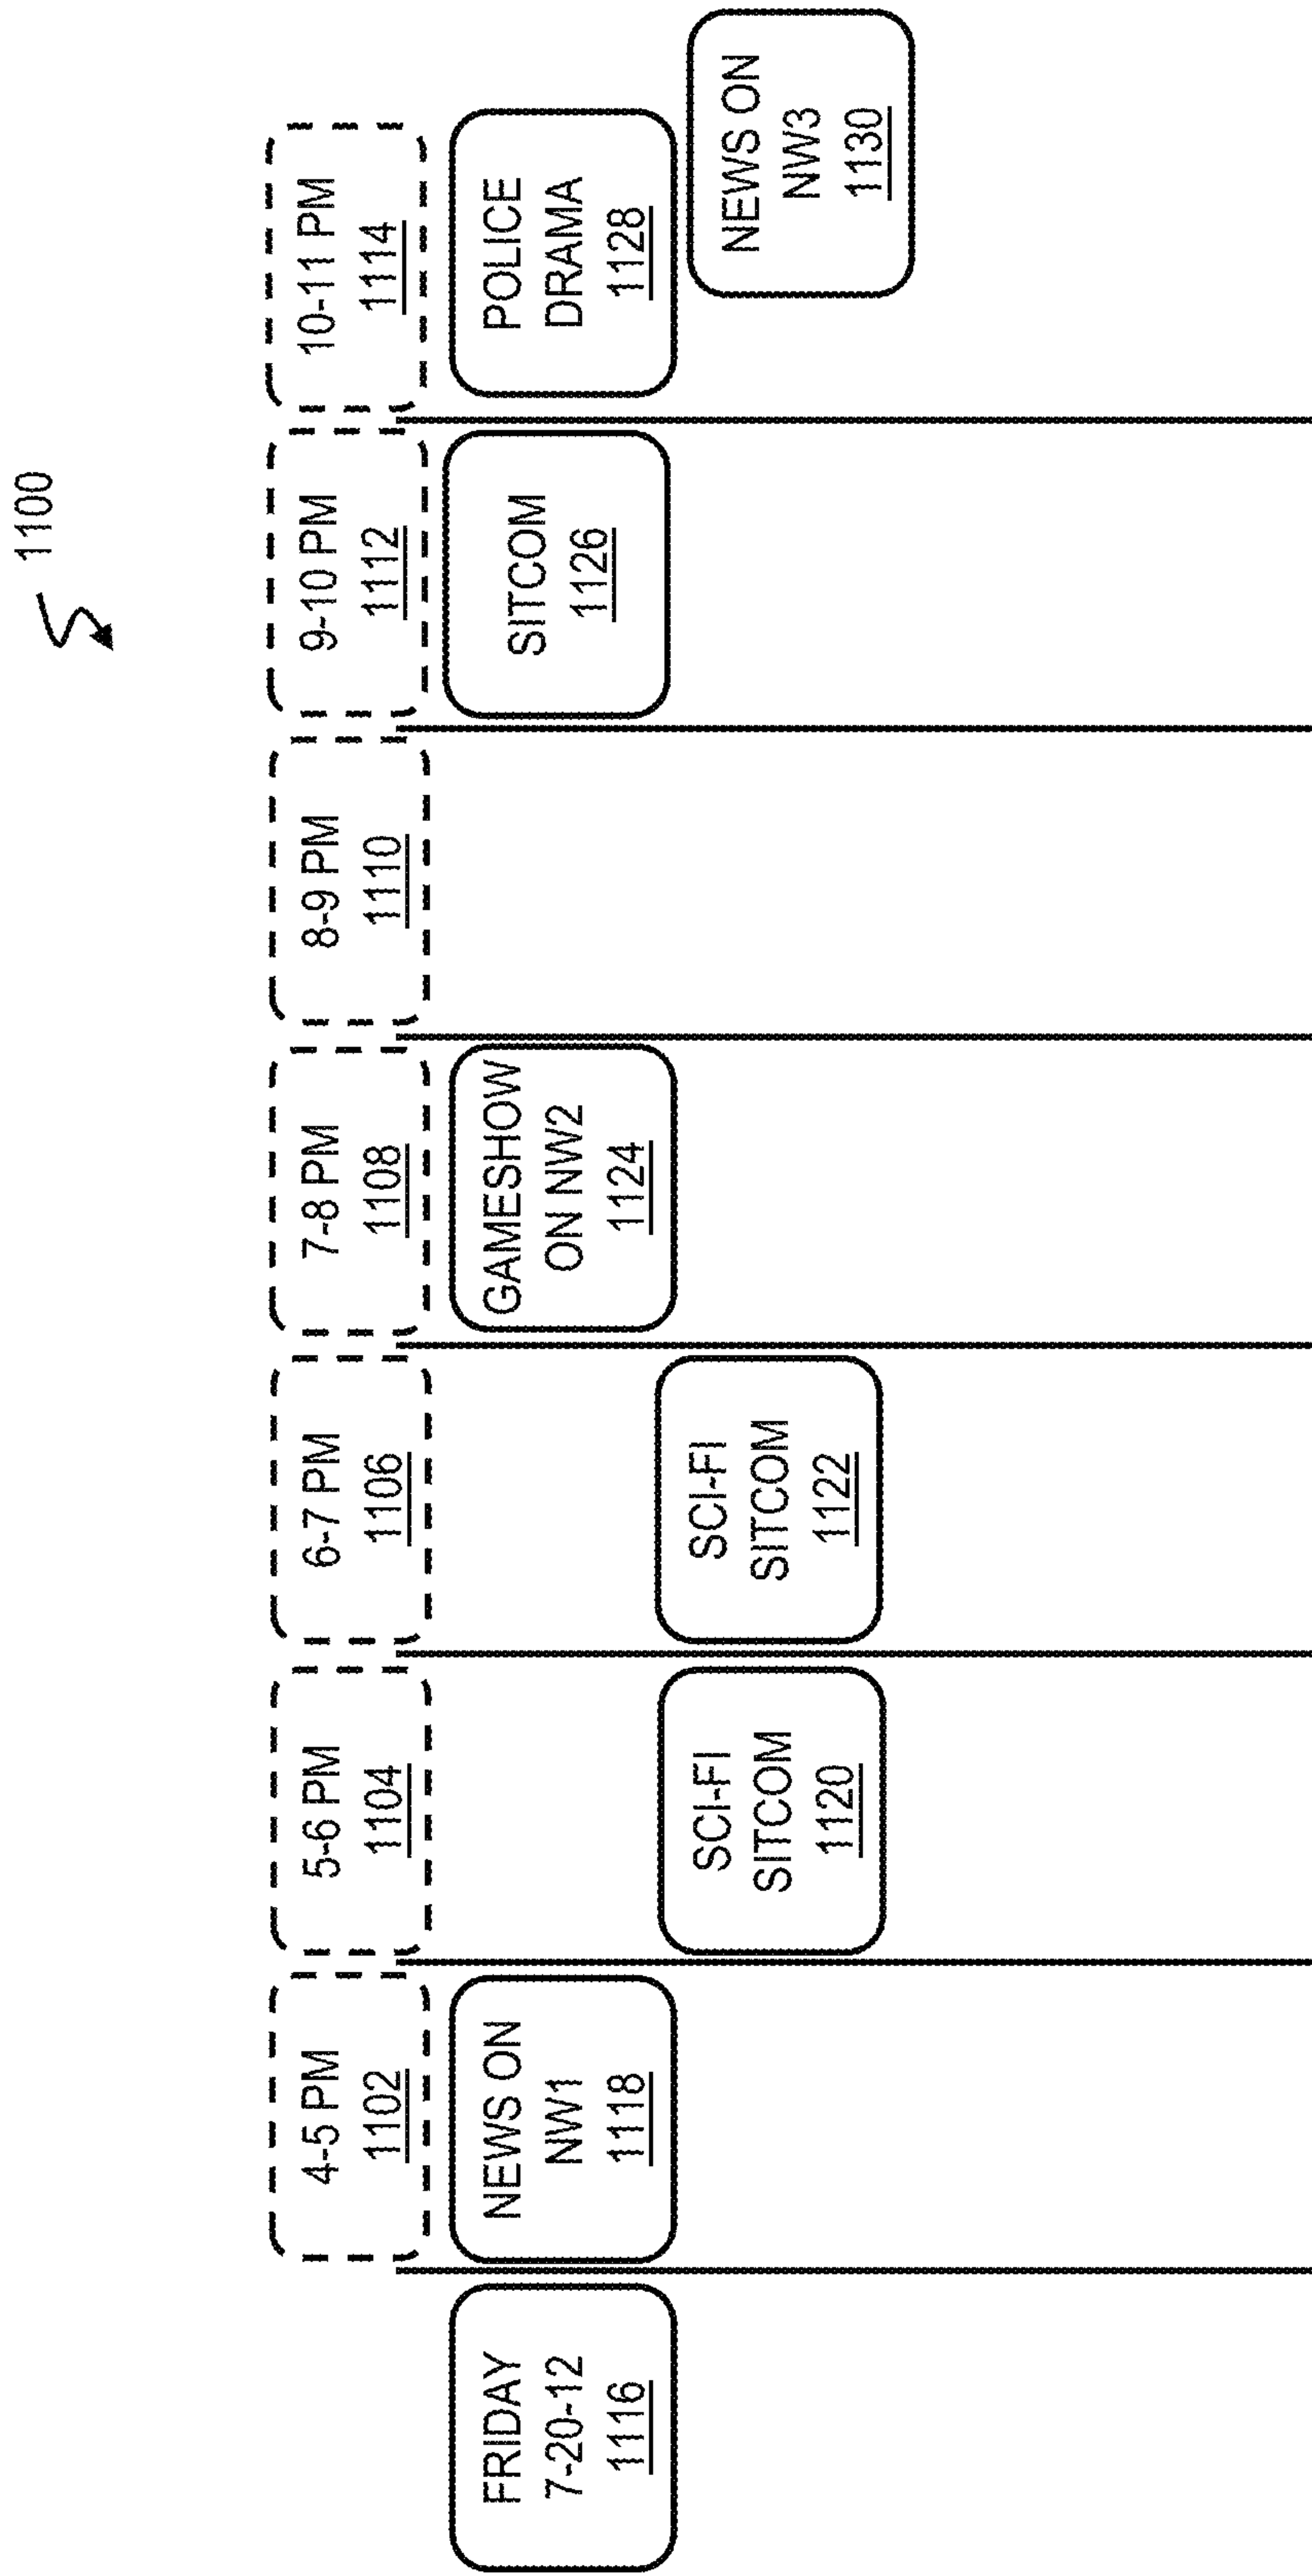 1100
4-5 PM
1102
5-6 PM
1104
6-7 PM
1106
7-8 PM
1108
8-9 PM
1110
9-10 PM
1112
10-11 PM
1114
FRIDAY
7-20-12
1116
NEWS ON
NW1
1118
SCI-FI
SITCOM
1120
SCI-FI
SITCOM
1122
GAMESHOW
ON NW2
1124
SITCOM
1126
POLICE
DRAMA
1128
NEWS ON
NW3
1130